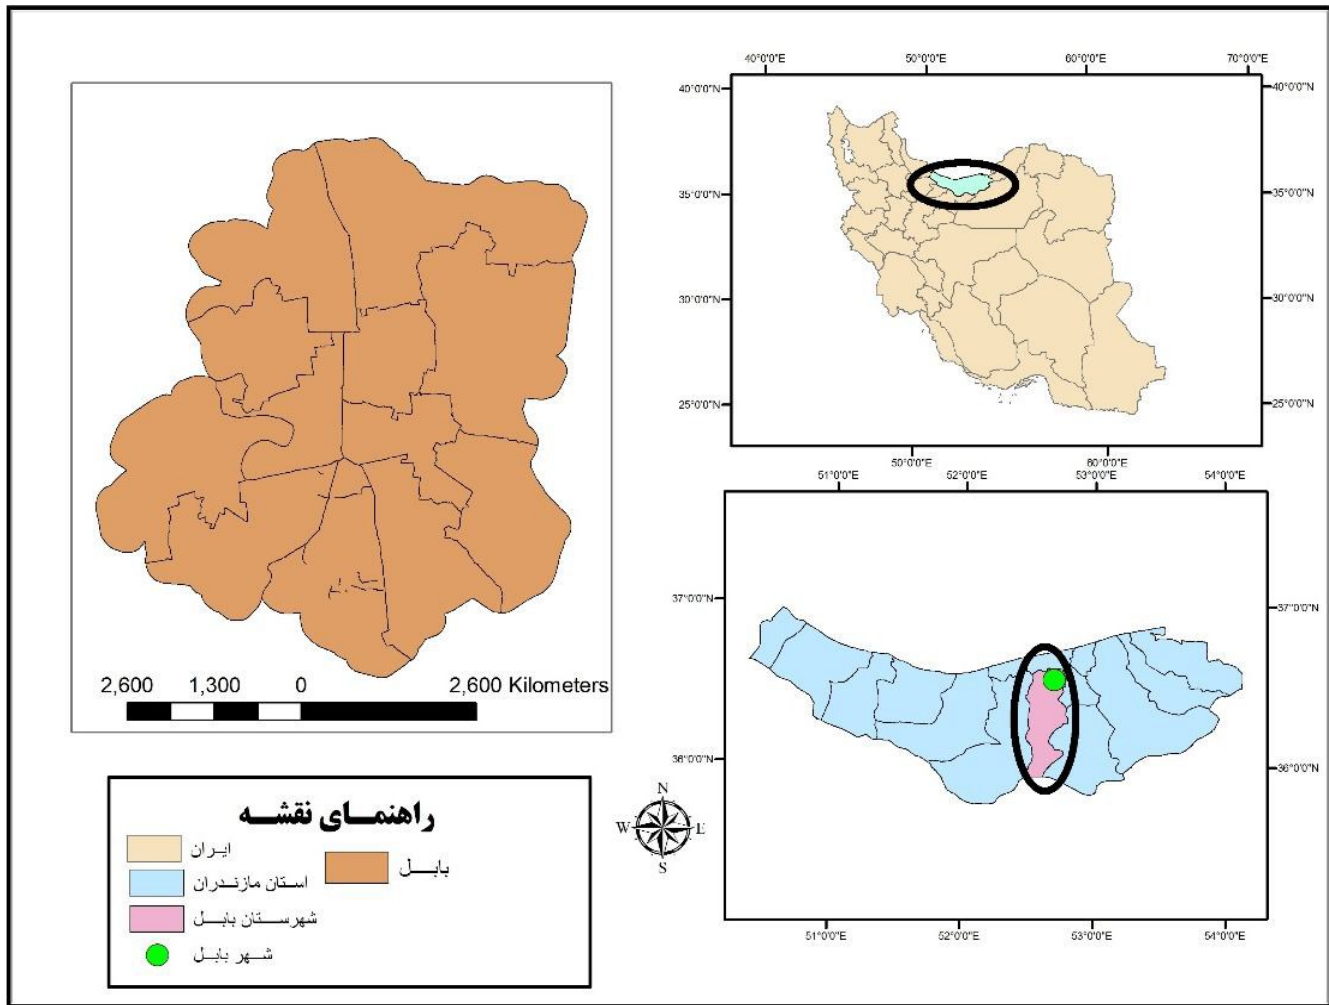 40°0'0"E 50°0'0"E 60°0'0"E 70°0'0"E
40°0'0"N 40°0'0"N
35°0'0"N 35°0'0"N
30°0'0"N 30°0'0"N
25°0'0"N 25°0'0"N
50°0'0"E 60°0'0"E
51°0'0"E 52°0'0"E 53°0'0"E 54°0'0"E
37°0'0"N 37°0'0"N
36°0'0"N 36°0'0"N
51°0'0"E 52°0'0"E 53°0'0"E 54°0'0"E
2,600 1,300 0 2,600 Kilometers
راهنمای نقشه
ایران
استان مازندران
شهرستان بابل
شهر بابل
بابل
N
W E
S